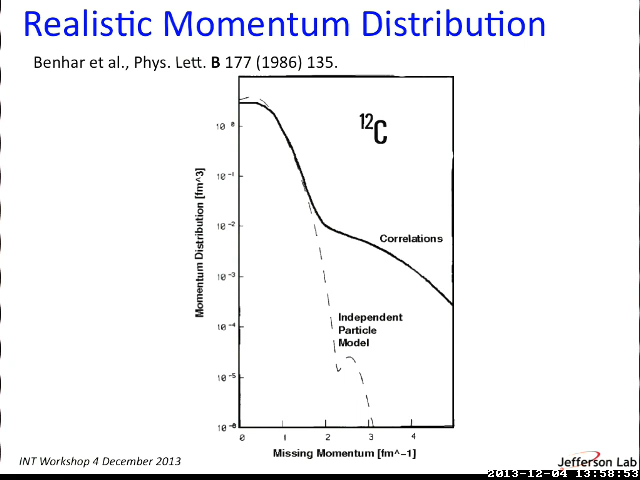 Realistic Momentum Distribution
Benhar et al., Phys. Lett. B 177 (1986) 135.
12C
10 0
10-1
10-2
10-3
10-4
10-5
10-6
Momentum Distribution [fm^3]
Correlations
Independent
Particle
Model
0 1 2 3 4
Missing Momentum [fm^-1]
INT Workshop 4 December 2013
Jefferson Lab
2013-12-04 13:58:53